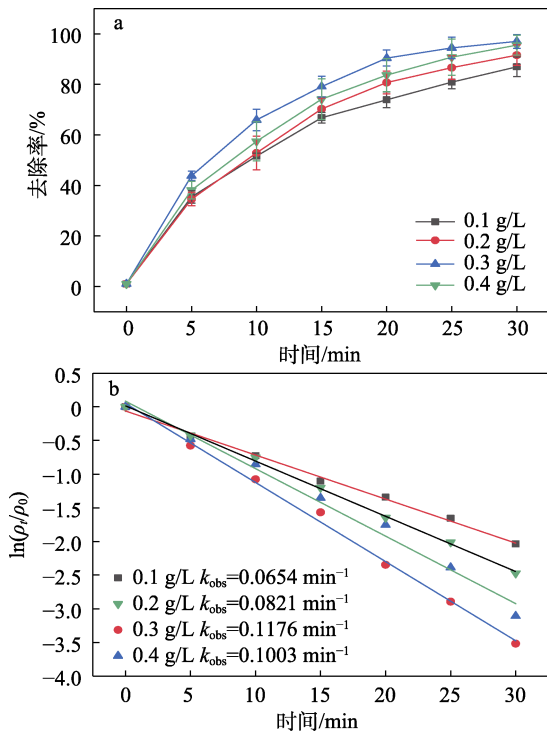 a
100
80
60
40
20
0
去除率/%
0.1 g/L
0.2 g/L
0.3 g/L
0.4 g/L
0 5 10 15 20 25 30
时间/min
b
0.5
0
−0.5
−1.0
−1.5
−2.0
−2.5
−3.0
−3.5
−4.0
ln(ρt/ρ0)
0.1 g/L kobs=0.0654 min−1
0.2 g/L kobs=0.0821 min−1
0.3 g/L kobs=0.1176 min−1
0.4 g/L kobs=0.1003 min−1
0 5 10 15 20 25 30
时间/min